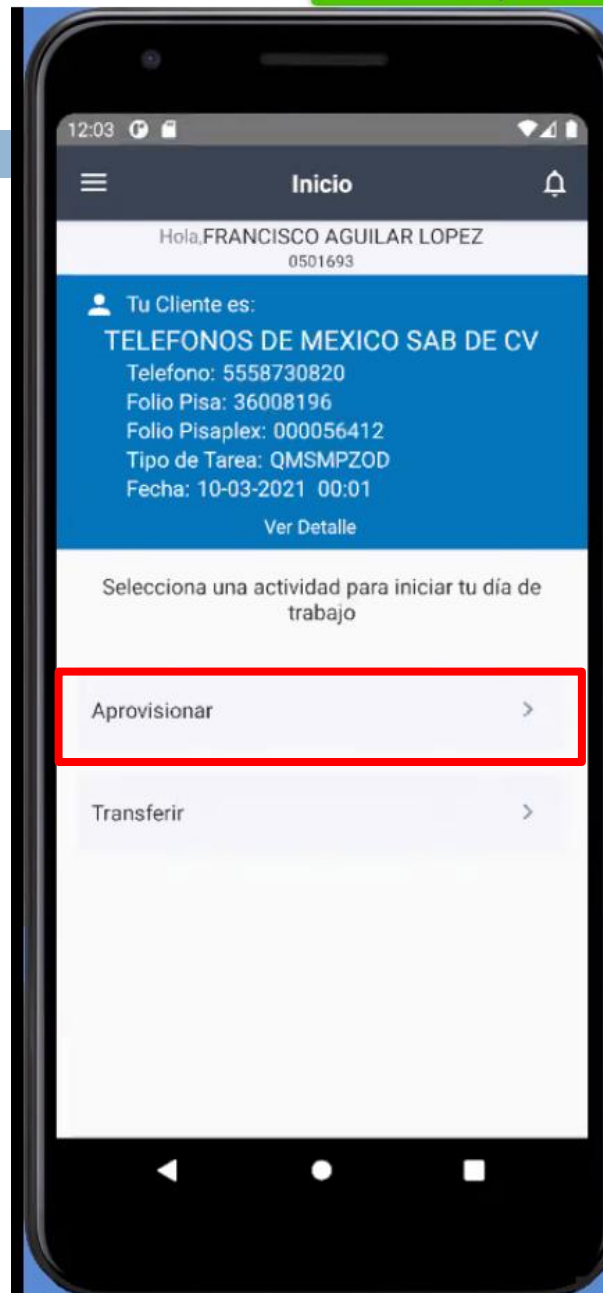 12:03
Inicio
Hola,FRANCISCO AGUILAR LOPEZ
0501693
Tu Cliente es:
TELEFONOS DE MEXICO SAB DE CV
Telefono: 5558730820
Folio Pisa: 36008196
Folio Pisaplex: 000056412
Tipo de Tarea: QMSMPZOD
Fecha: 10-03-2021 00:01
Ver Detalle
Selecciona una actividad para iniciar tu día de
trabajo
Aprovisionar
Transferir